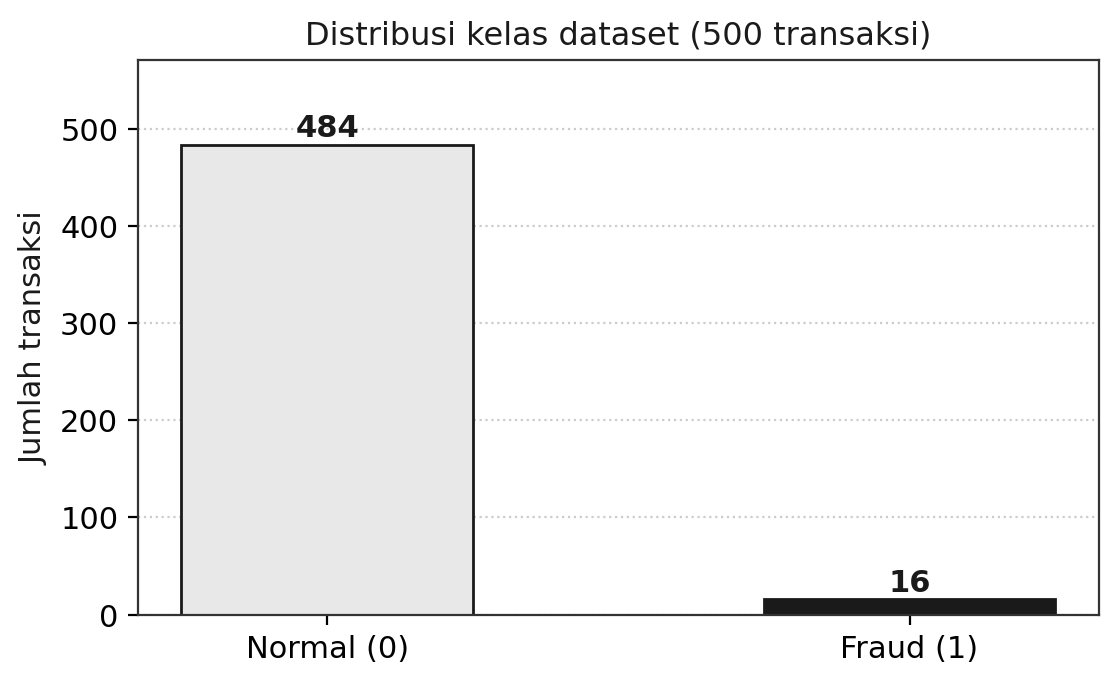 Distribusi kelas dataset (500 transaksi)
Jumlah transaksi
500
400
300
200
100
0
484
16
Normal (0)
Fraud (1)